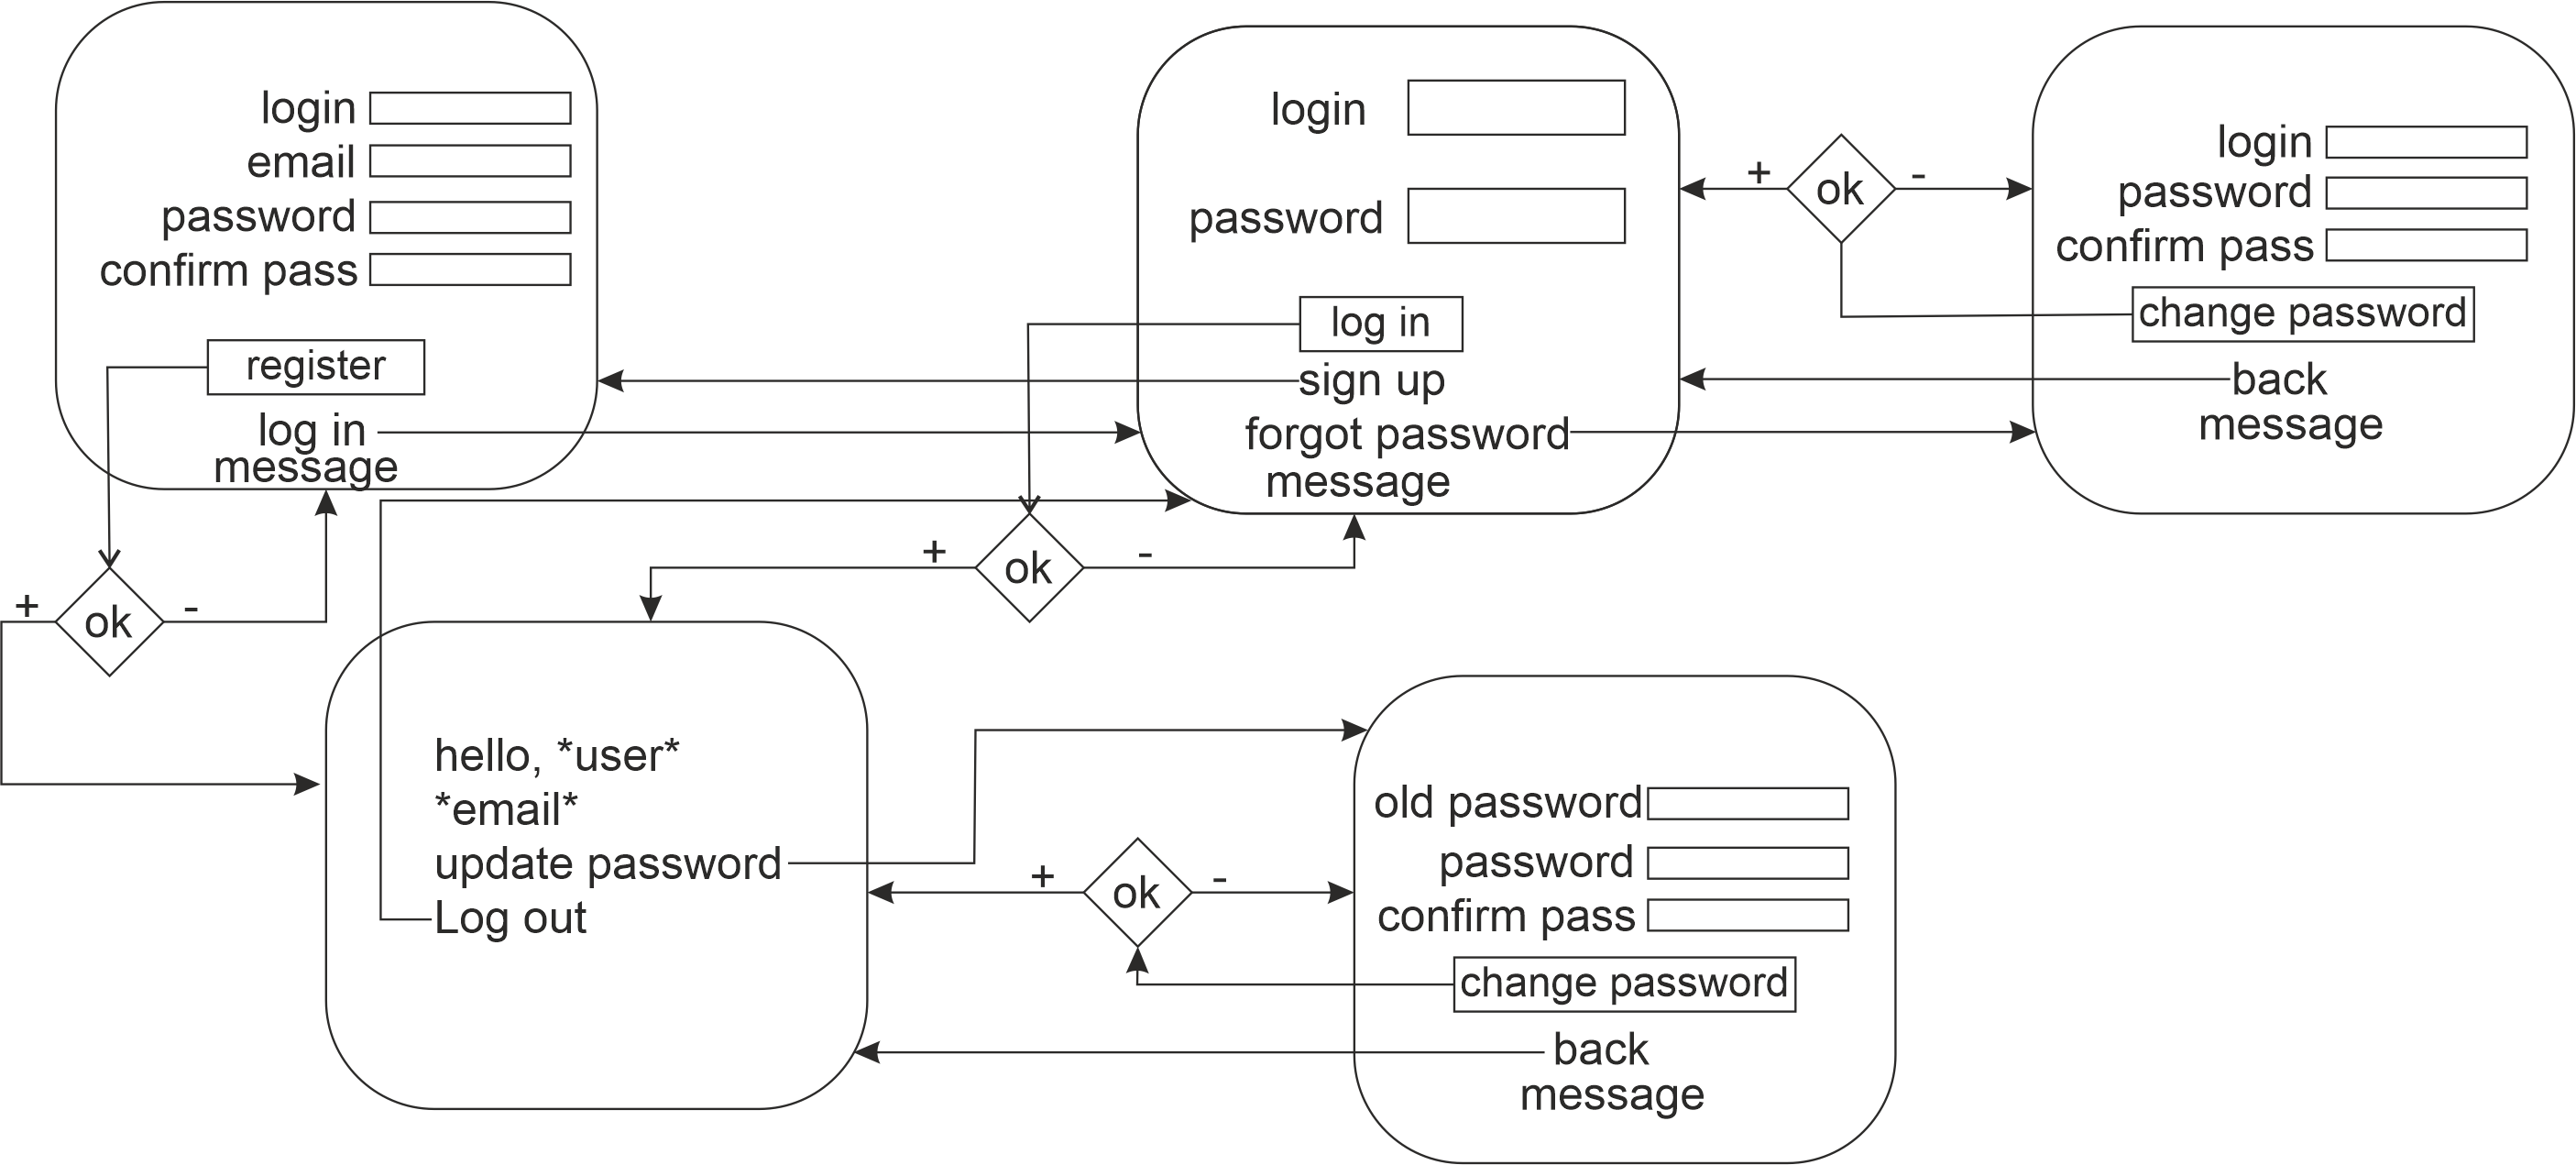 login
email
password
confirm pass
register
log in
message
login
password
log in
sign up
forgot password
message
+
ok
-
login
password
confirm pass
change password
back
message
+
ok
-
+
ok
-
hello, *user*
*email*
update password
Log out
+
ok
-
old password
password
confirm pass
change password
back
message